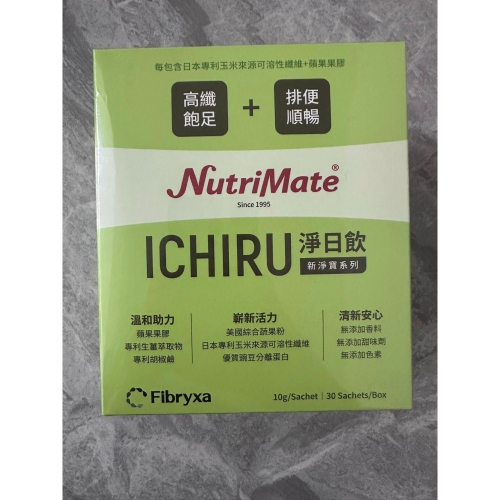 每包含日本專利玉米來源可溶性纖維+蘋果果膠
高纖
飽足
+
排便
順暢
NutriMate®
Since 1995
ICHIRU 淨日飲
新淨寶系列
溫和助力
蘋果果膠
專利生薑萃取物
專利胡椒鹼
嶄新活力
美國綜合蔬果粉
日本專利玉米來源可溶性纖維
優質豌豆分離蛋白
清新安心
無添加香料
無添加甜味劑
無添加色素
Fibryxa
10g/Sachet | 30 Sachets/Box